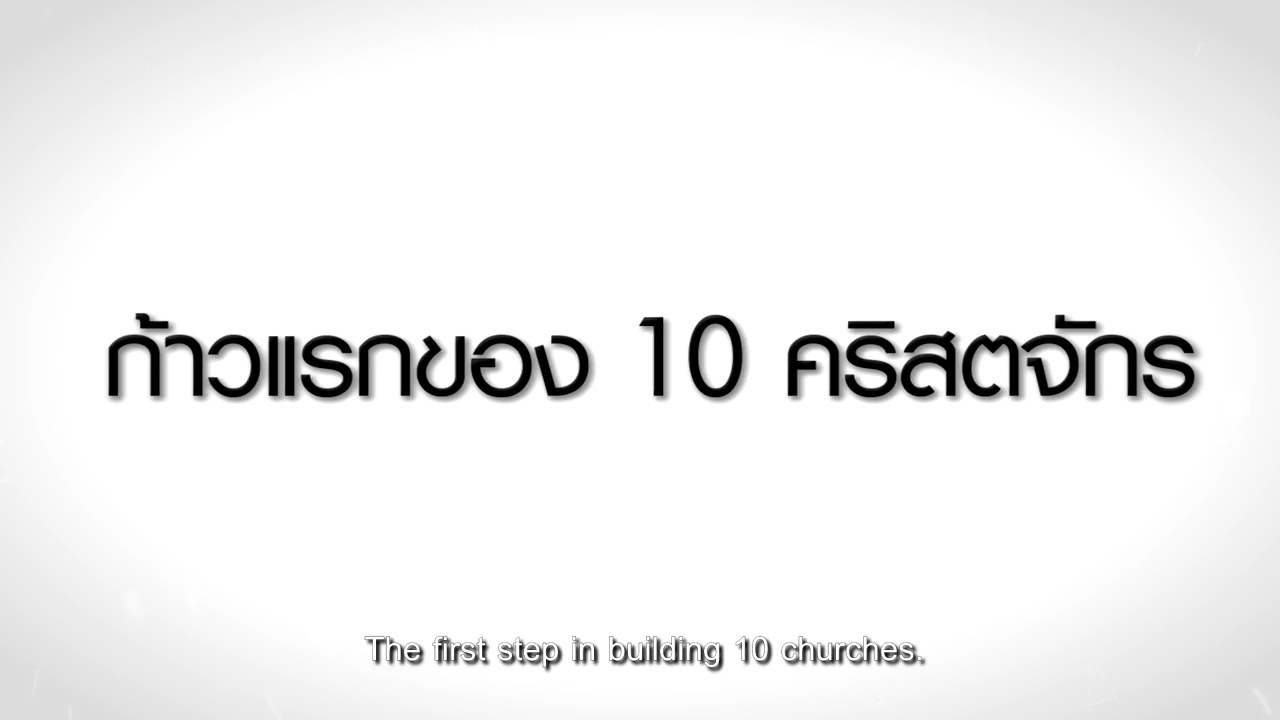 ก้าวแรกของ 10 คริสตจักร
The first step in building 10 churches.